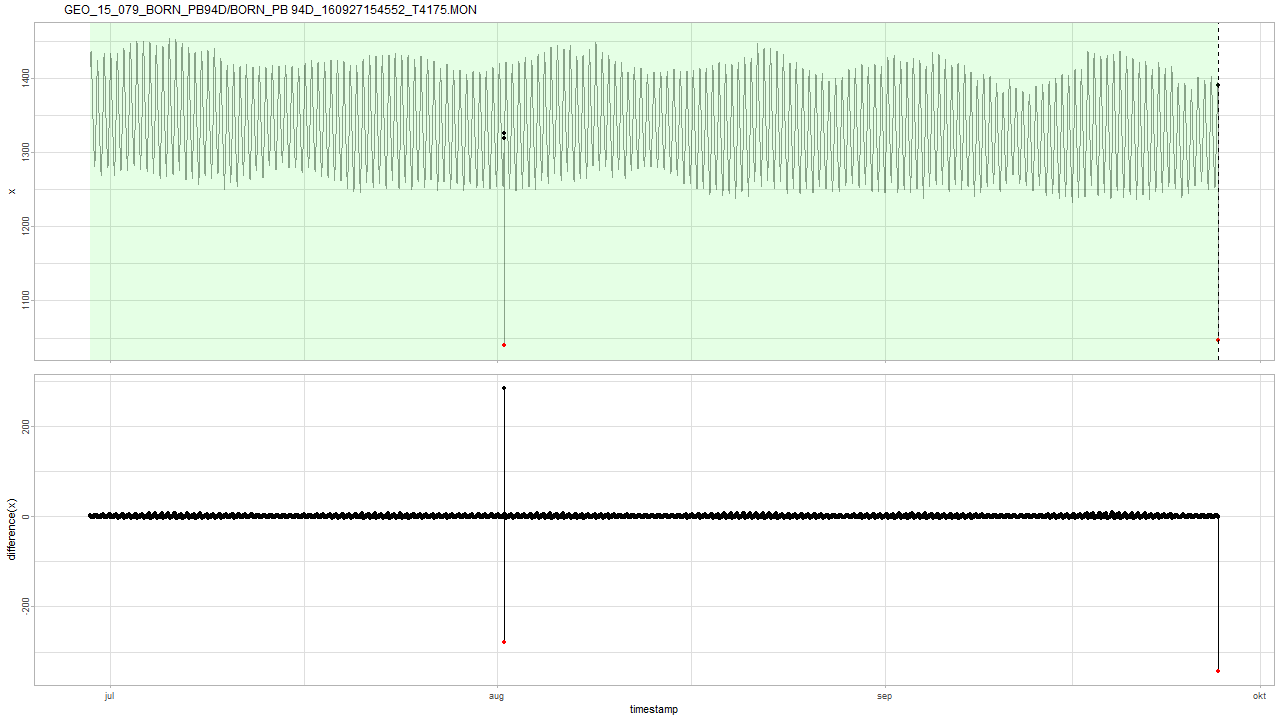 GEO_15_079_BORN_PB94D/BORN_PB 94D_160927154552_T4175.MON
1400
1300
1200
1100
x
200
0
-200
difference(x)
jul
aug
sep
okt
timestamp